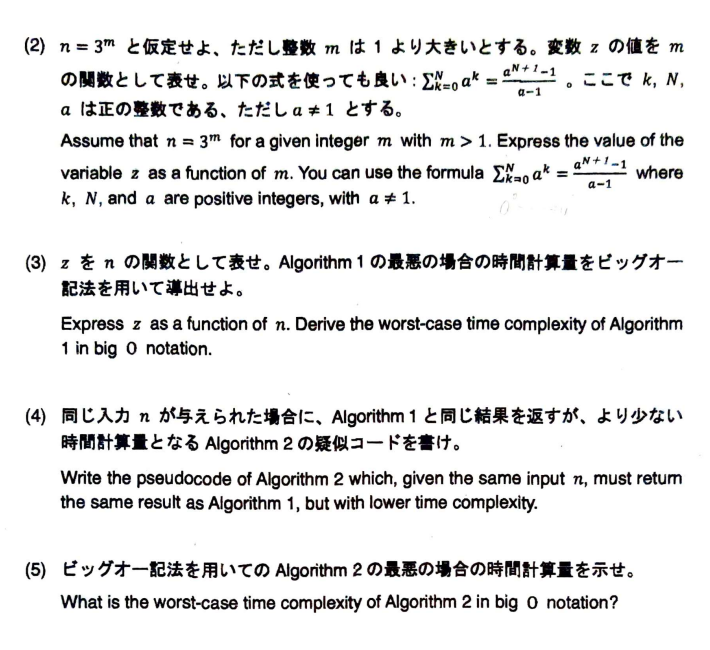 (2) n = 3^m と仮定せよ、ただし整数 m は 1 より大きいとする。変数 z の値を m
の関数として表せ。以下の式を使っても良い : ∑_{k=0}^{N} a^k = \frac{a^{N+1}-1}{a-1} 。ここで k, N,
a は正の整数である、ただし a ≠ 1 とする。
Assume that n = 3^m for a given integer m with m > 1. Express the value of the
variable z as a function of m. You can use the formula ∑_{k=0}^{N} a^k = \frac{a^{N+1}-1}{a-1} where
k, N, and a are positive integers, with a ≠ 1.
(3) z を n の関数として表せ。Algorithm 1 の最悪の場合の時間計算量をビッグオー
記法を用いて導出せよ。
Express z as a function of n. Derive the worst-case time complexity of Algorithm
1 in big O notation.
(4) 同じ入力 n が与えられた場合に、Algorithm 1 と同じ結果を返すが、より少ない
時間計算量となる Algorithm 2 の疑似コードを書け。
Write the pseudocode of Algorithm 2 which, given the same input n, must return
the same result as Algorithm 1, but with lower time complexity.
(5) ビッグオー記法を用いての Algorithm 2 の最悪の場合の時間計算量を示せ。
What is the worst-case time complexity of Algorithm 2 in big O notation?